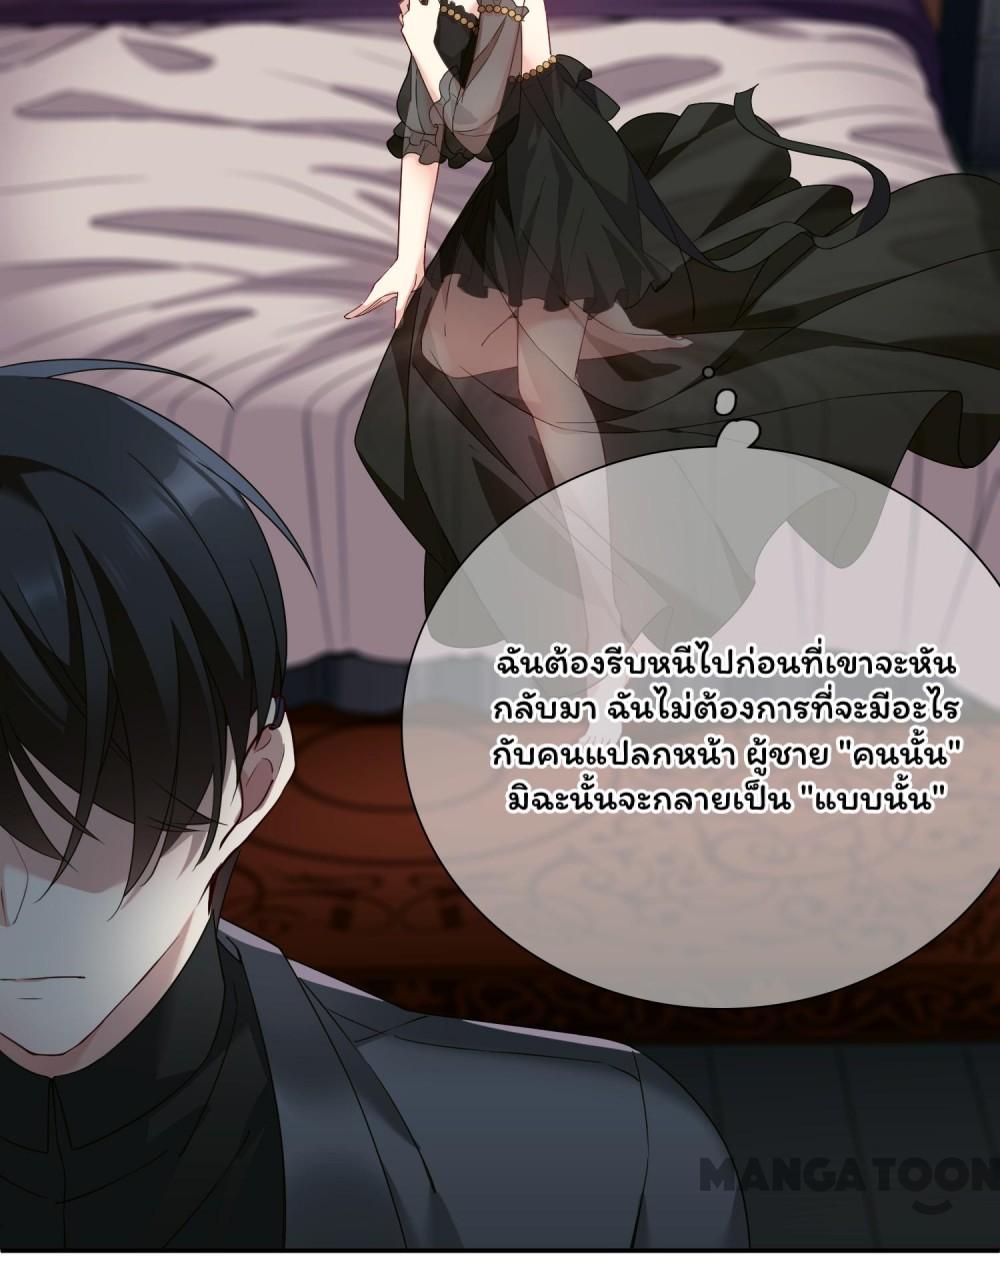 ฉันต้องรีบหนีไปก่อนที่เขาจะหัน
กลับมา ฉันไม่ต้องการที่จะมีอะไร
กับคนแปลกหน้า ผู้ชาย "คนนั้น"
มิฉะนั้นจะกลายเป็น "แบบนั้น"
MANGA TOON